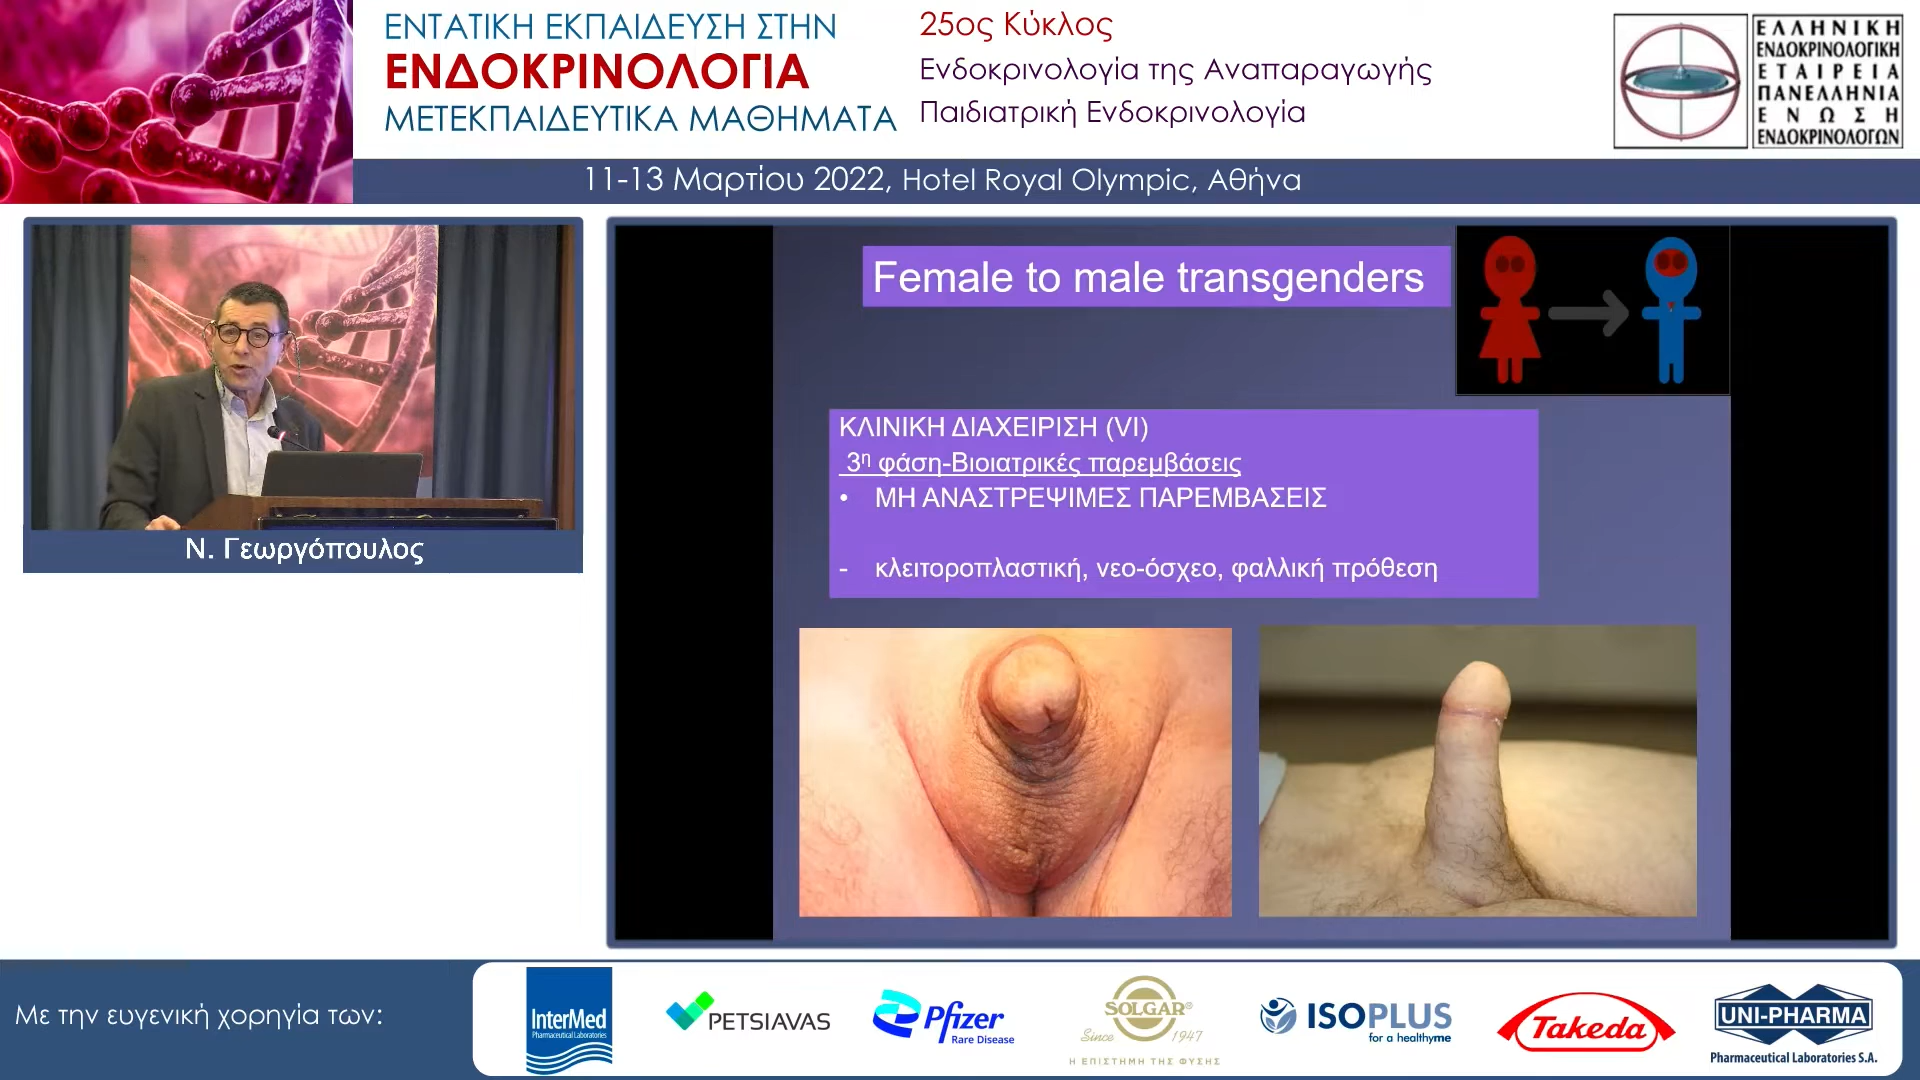 ΕΝΤΑΤΙΚΗ ΕΚΠΑΙΔΕΥΣΗ ΣΤΗΝ
ΕΝΔΟΚΡΙΝΟΛΟΓΙΑ
ΜΕΤΕΚΠΑΙΔΕΥΤΙΚΑ ΜΑΘΗΜΑΤΑ
25ος Κύκλος
Ενδοκρινολογία της Αναπαραγωγής
Παιδιατρική Ενδοκρινολογία
ΕΛΛΗΝΙΚΗ
ΕΝΔΟΚΡΙΝΟΛΟΓΙΚΗ
ΕΤΑΙΡΕΙΑ
ΠΑΝΕΛΛΗΝΙΑ
ΕΝΩΣΗ
ΕΝΔΟΚΡΙΝΟΛΟΓΩΝ
11-13 Μαρτίου 2022, Hotel Royal Olympic, Αθήνα
Ν. Γεωργόπουλος
Female to male transgenders
ΚΛΙΝΙΚΗ ΔΙΑΧΕΙΡΙΣΗ (VI)
3η φάση-Βιοιατρικές παρεμβάσεις
• ΜΗ ΑΝΑΣΤΡΕΨΙΜΕΣ ΠΑΡΕΜΒΑΣΕΙΣ
- κλειτοροπλαστική, νεο-όσχεο, φαλλική πρόθεση
Με την ευγενική χορηγία των:
InterMed
Pharmaceutical Laboratories
PETSIAVAS
Pfizer
Rare Disease
SOLGAR®
Since 1947
Η ΕΠΙΣΤΗΜΗ ΤΗΣ ΦΥΣΗΣ
ISOPLUS
for a healthyme
Takeda
UNI-PHARMA
Pharmaceutical Laboratories S.A.